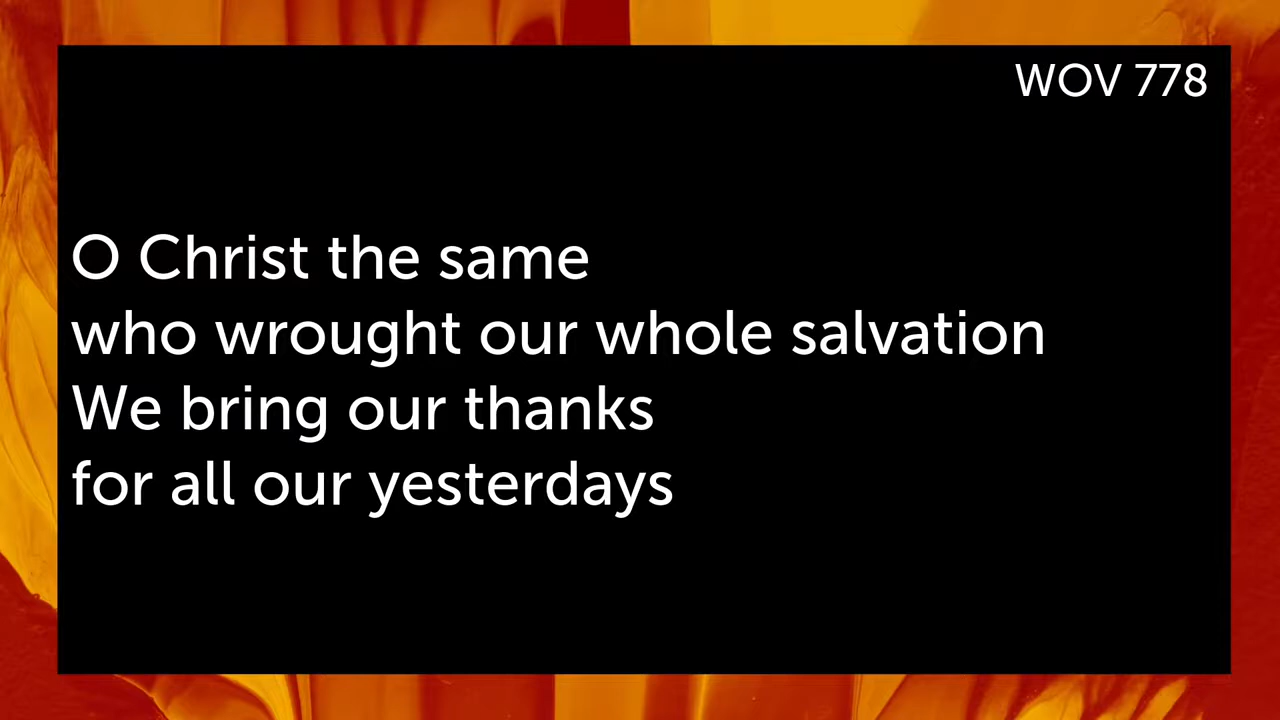 WOV 778
O Christ the same
who wrought our whole salvation
We bring our thanks
for all our yesterdays